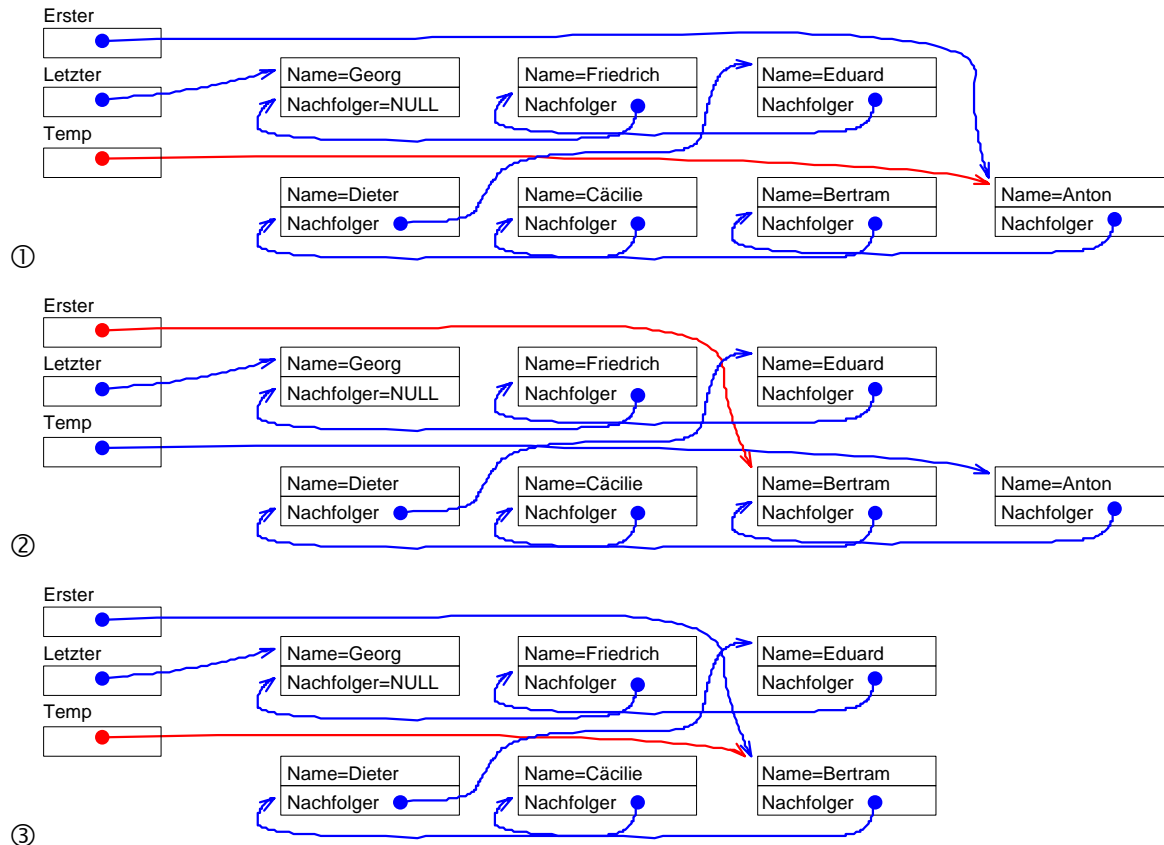 Erster
Letzter
Name=Georg Name=Friedrich Name=Eduard
Nachfolger=NULL Nachfolger Nachfolger
Temp
Name=Dieter Name=Cäcilie Name=Bertram Name=Anton
Nachfolger Nachfolger Nachfolger Nachfolger
①
Erster
Letzter
Name=Georg Name=Friedrich Name=Eduard
Nachfolger=NULL Nachfolger Nachfolger
Temp
Name=Dieter Name=Cäcilie Name=Bertram Name=Anton
Nachfolger Nachfolger Nachfolger Nachfolger
②
Erster
Letzter
Name=Georg Name=Friedrich Name=Eduard
Nachfolger=NULL Nachfolger Nachfolger
Temp
Name=Dieter Name=Cäcilie Name=Bertram
Nachfolger Nachfolger Nachfolger
③